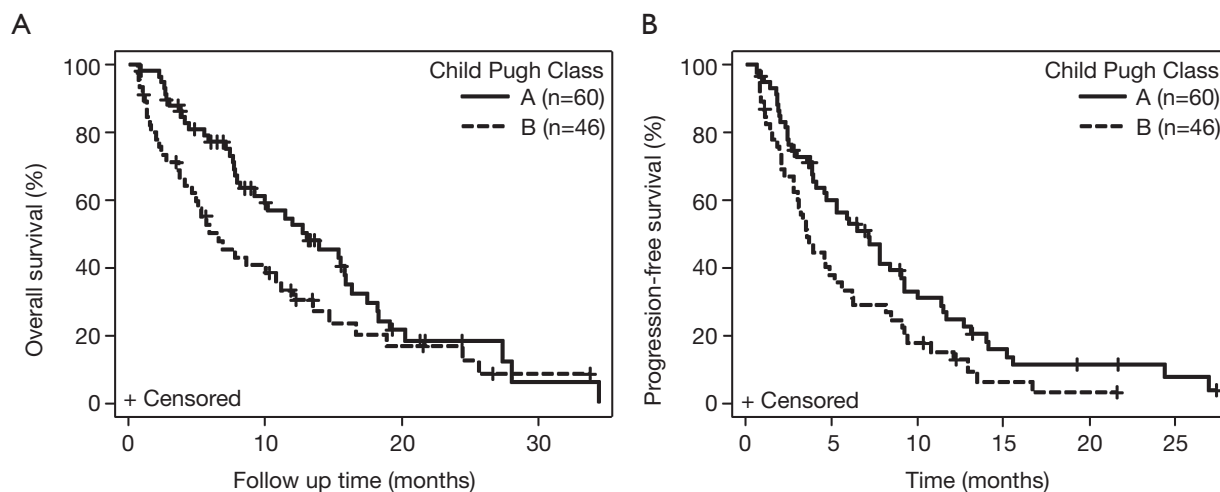 A
Overall survival (%)
100
80
60
40
20
0
Child Pugh Class
A (n=60)
B (n=46)
+ Censored
0 10 20 30
Follow up time (months)
B
Progression-free survival (%)
100
80
60
40
20
0
Child Pugh Class
A (n=60)
B (n=46)
+ Censored
0 5 10 15 20 25
Time (months)